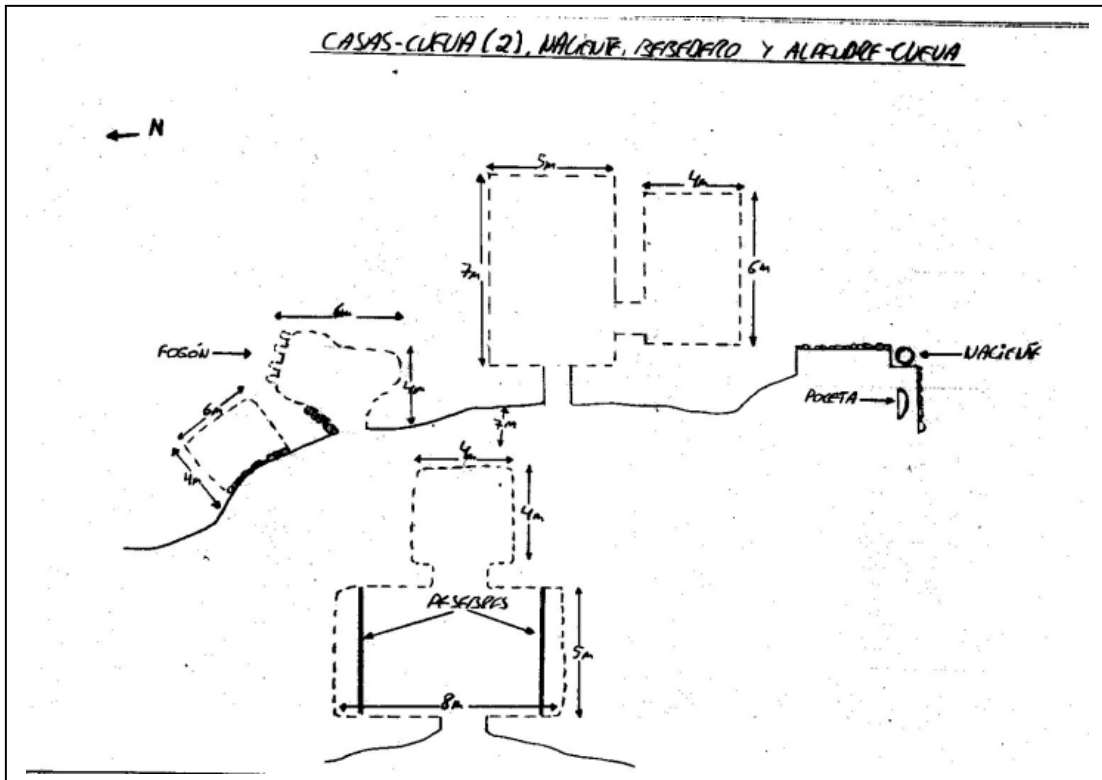 CASAS-CUEVA (2), NACIENTE, BEBEDERO Y ALPENDRE-CUEVA
N
5m
4m
7m
6m
6m
FOGÓN
4m
NACIENTE
6m
POCETA
7m
4m
4m
4m
PESEBRES
5m
8m